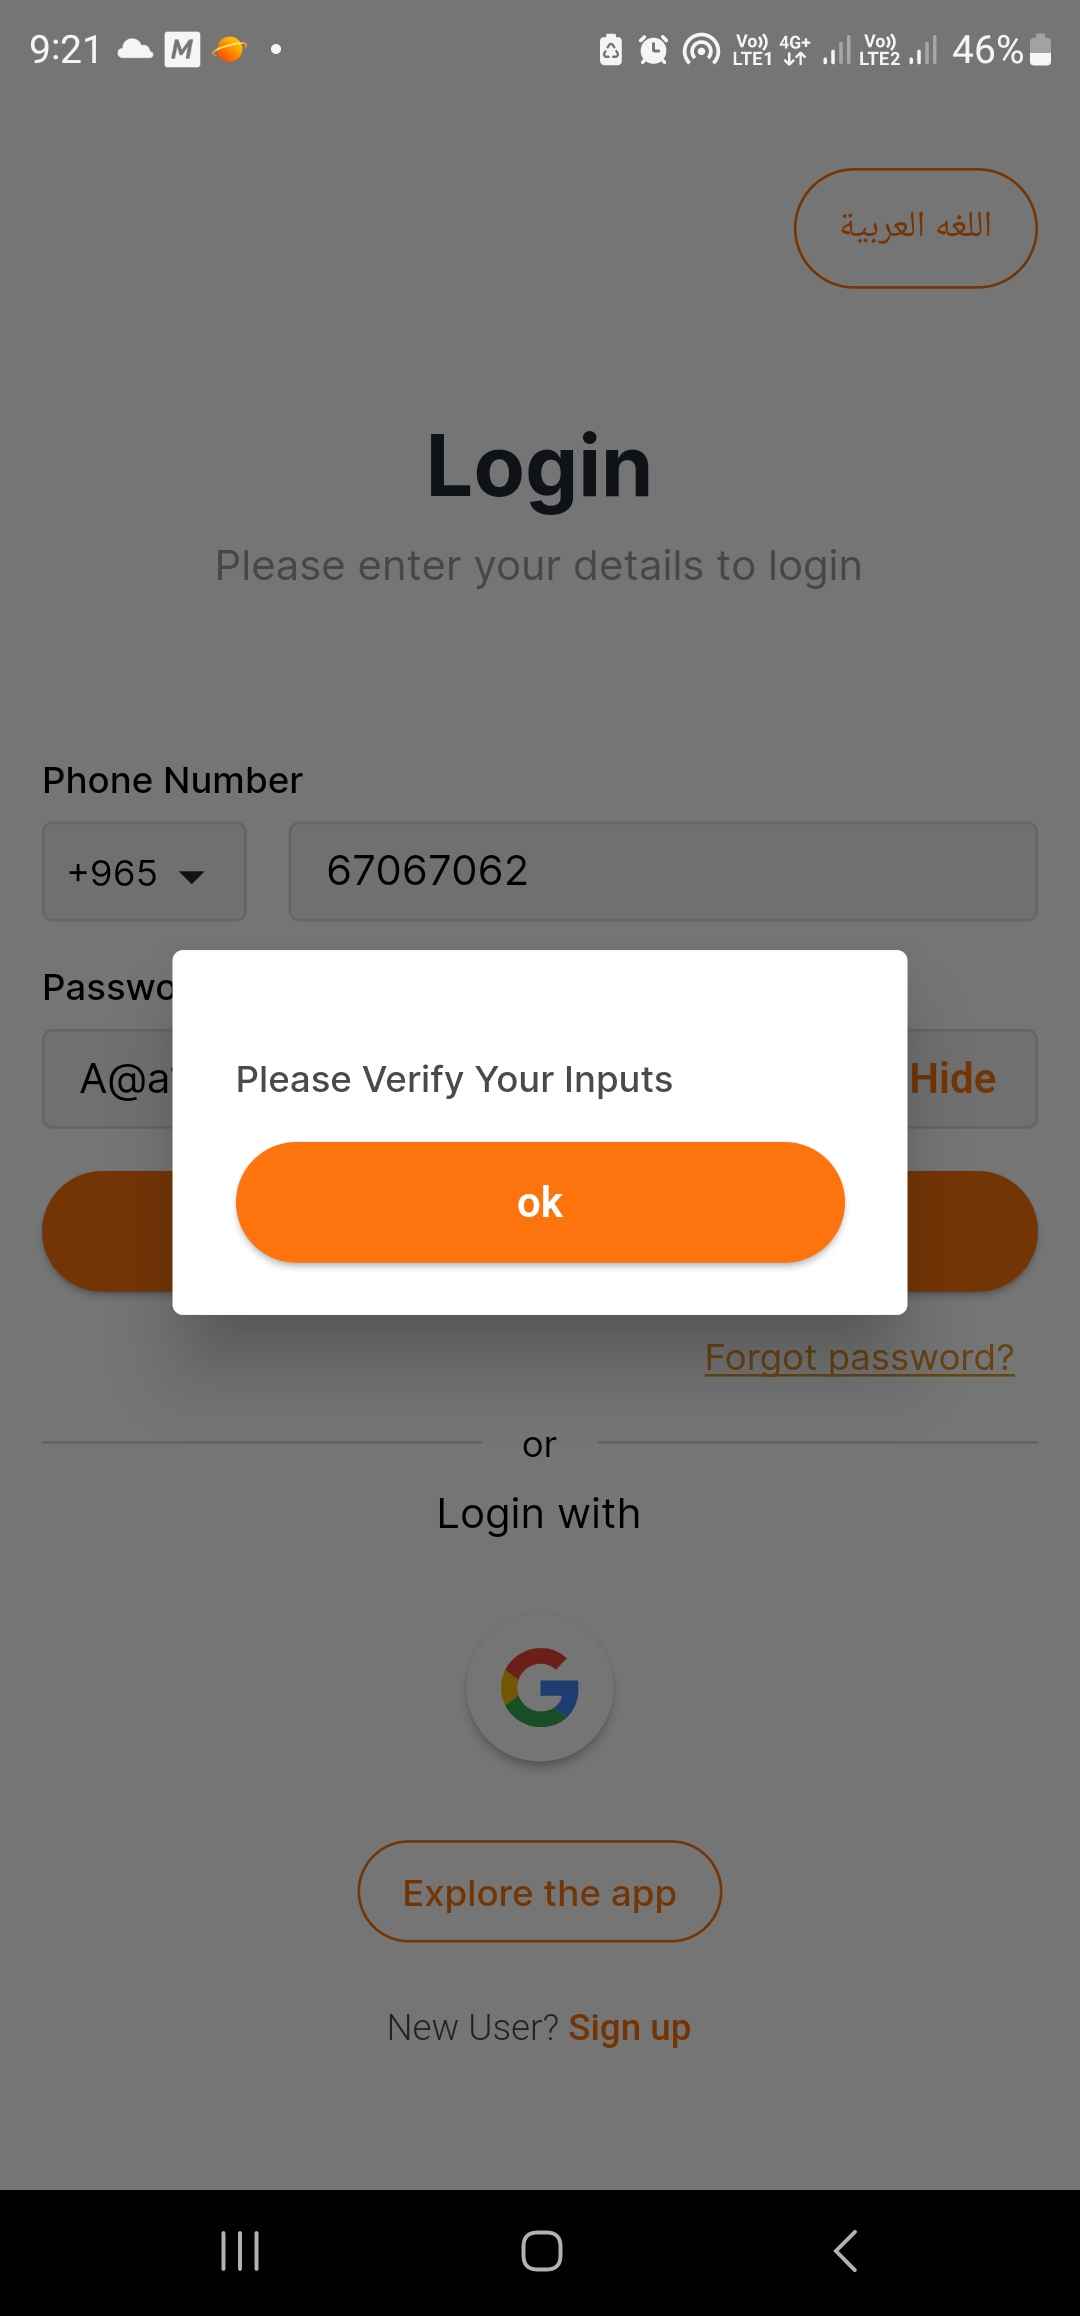 9:21 M
Vo)) LTE1 4G+ Vo)) LTE2 46%
اللغه العربية
Login
Please enter your details to login
Phone Number
+965 67067062
Passwo
A@a Hide
Please Verify Your Inputs
ok
Forgot password?
or
Login with
G
Explore the app
New User? Sign up